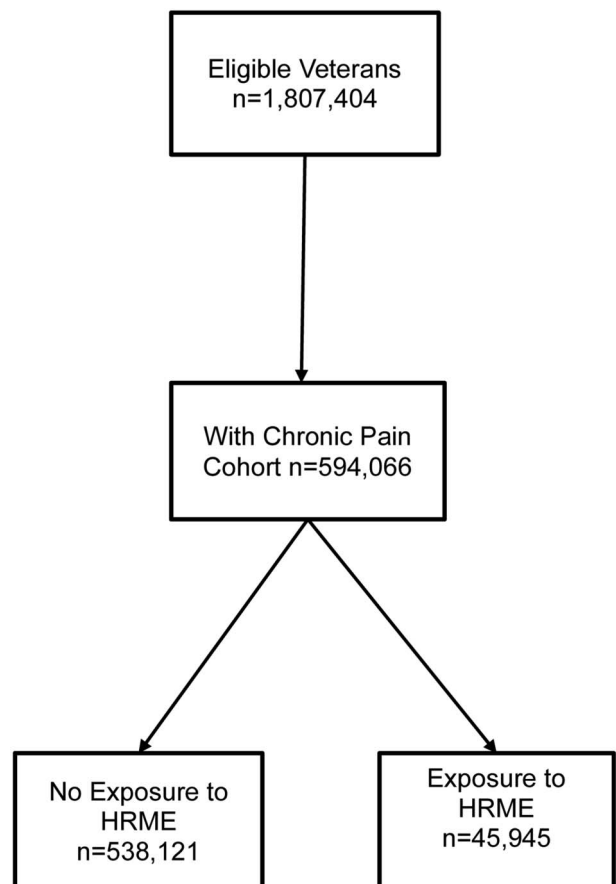 Eligible Veterans
n=1,807,404
With Chronic Pain
Cohort n=594,066
No Exposure to
HRME
n=538,121
Exposure to
HRME
n=45,945